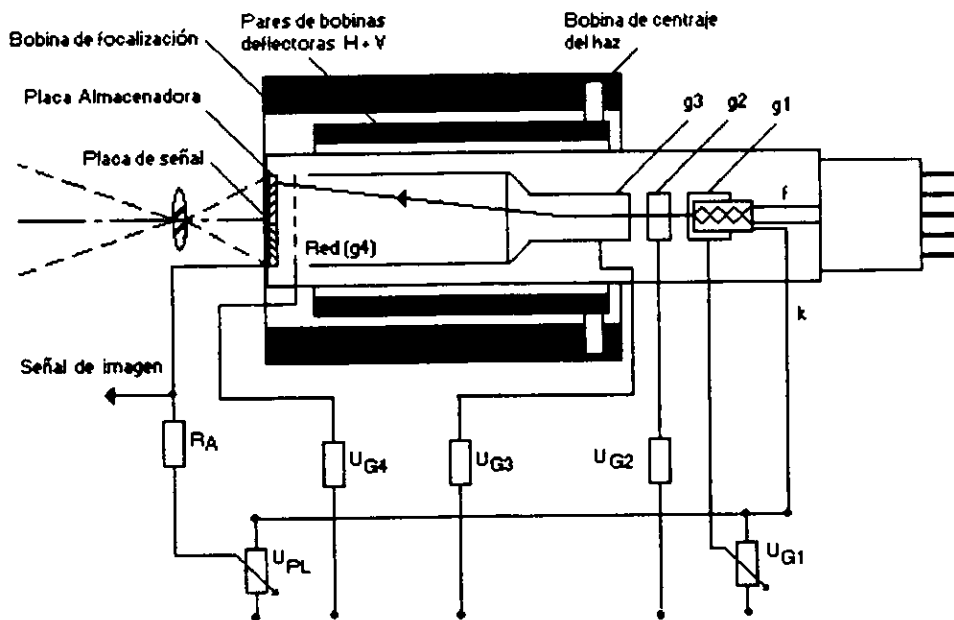 Pares de bobinas
deflectoras H + V
Bobina de centraje
del haz
Bobina de focalización
Placa Almacenadora
g3
g2
g1
Placa de señal
f
Red (g4)
k
Señal de imagen
RA
UG4
UG3
UG2
UPL
UG1